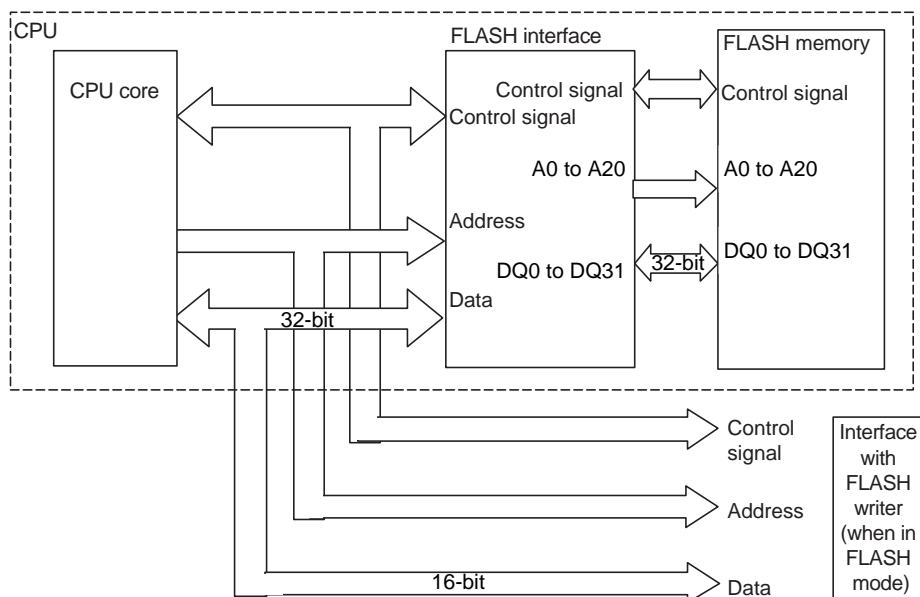 CPU
CPU core
FLASH interface
Control signal
Control signal
A0 to A20
Address
DQ0 to DQ31
Data
32-bit
FLASH memory
Control signal
A0 to A20
DQ0 to DQ31
32-bit
Control
signal
Address
16-bit
Data
Interface
with
FLASH
writer
(when in
FLASH
mode)